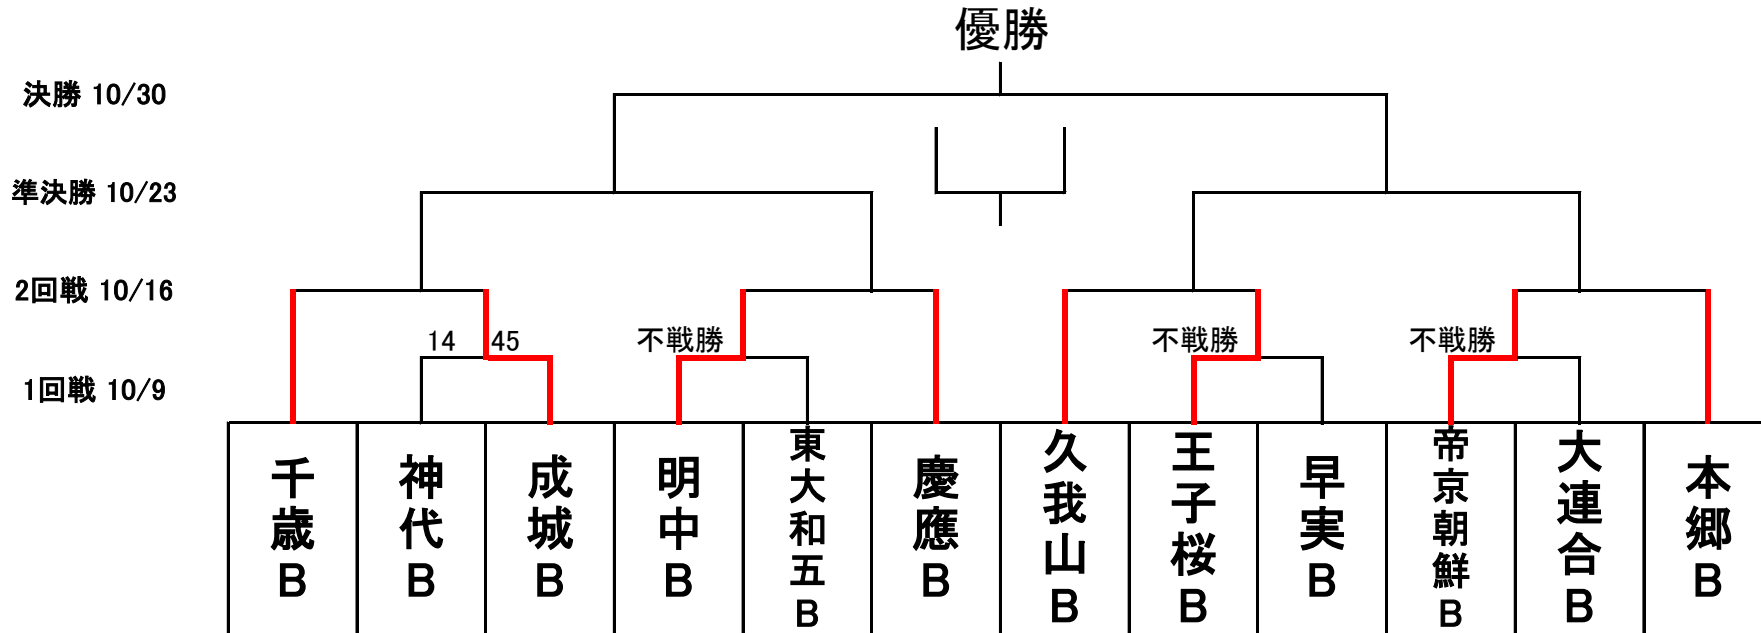 優勝
決勝 10/30
準決勝 10/23
2回戦 10/16
14
45
不戦勝
不戦勝
不戦勝
1回戦 10/9
千歳B
神代B
成城B
明中B
東大和五B
慶應B
久我山B
王子桜B
早実B
帝京朝鮮B
大連合B
本郷B